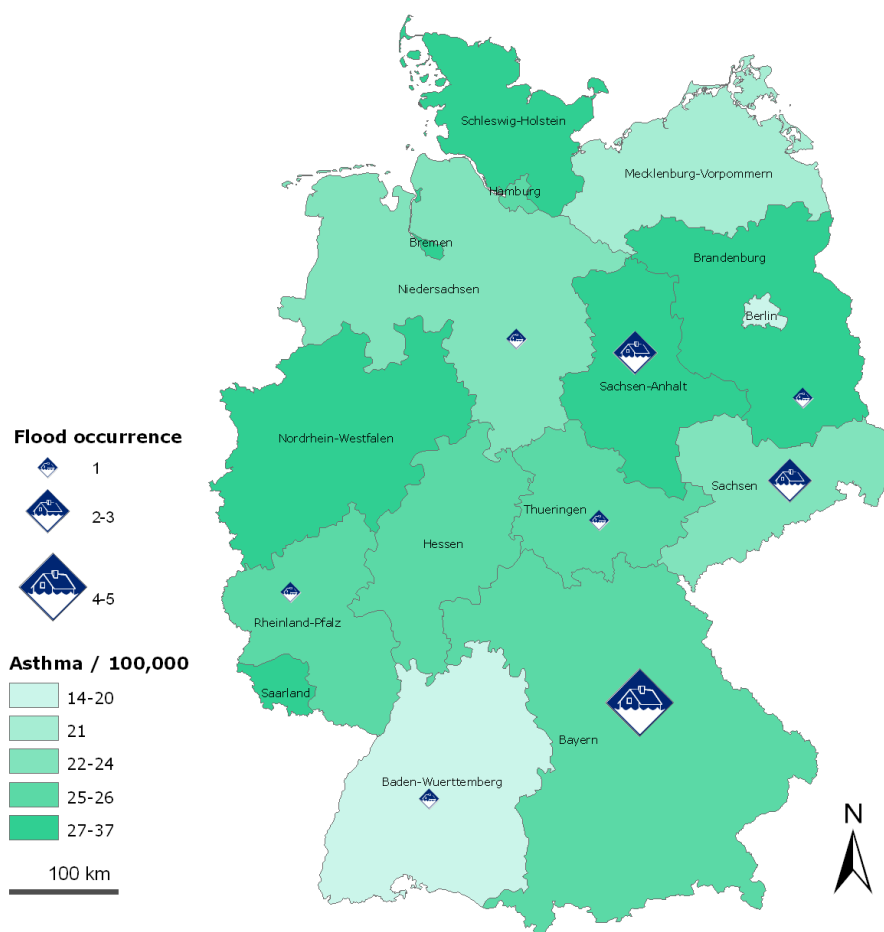 Schleswig-Holstein
Mecklenburg-Vorpommern
Hamburg
Bremen
Brandenburg
Niedersachsen
Berlin
Sachsen-Anhalt
Nordrhein-Westfalen
Sachsen
Thueringen
Hessen
Rheinland-Pfalz
Saarland
Bayern
Baden-Wuerttemberg
Flood occurrence
1
2-3
4-5
Asthma / 100,000
14-20
21
22-24
25-26
27-37
100 km
N